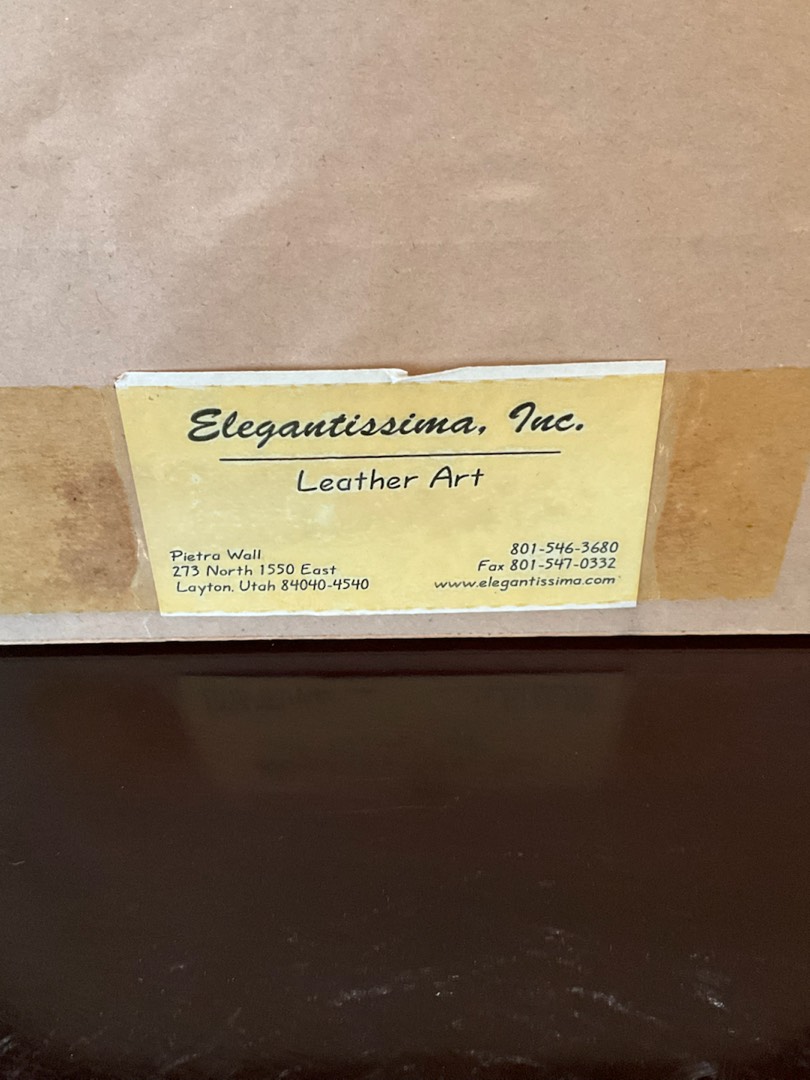 Elegantissima, Inc.
Leather Art
Pietra Wall
273 North 1550 East
Layton, Utah 84040-4540
801-546-3680
Fax 801-547-0332
www.elegantissima.com